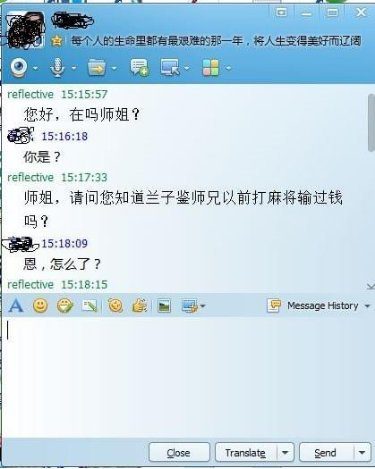 每个人的生命里都有最艰难的那一年，将人生变得美好而辽阔
reflective 15:15:57
您好，在吗师姐？
15:16:18
你是？
reflective 15:17:33
师姐，请问您知道兰子鉴师兄以前打麻将输过钱
吗？
15:18:09
恩，怎么了？
reflective 15:18:15
Message History
Close Translate Send